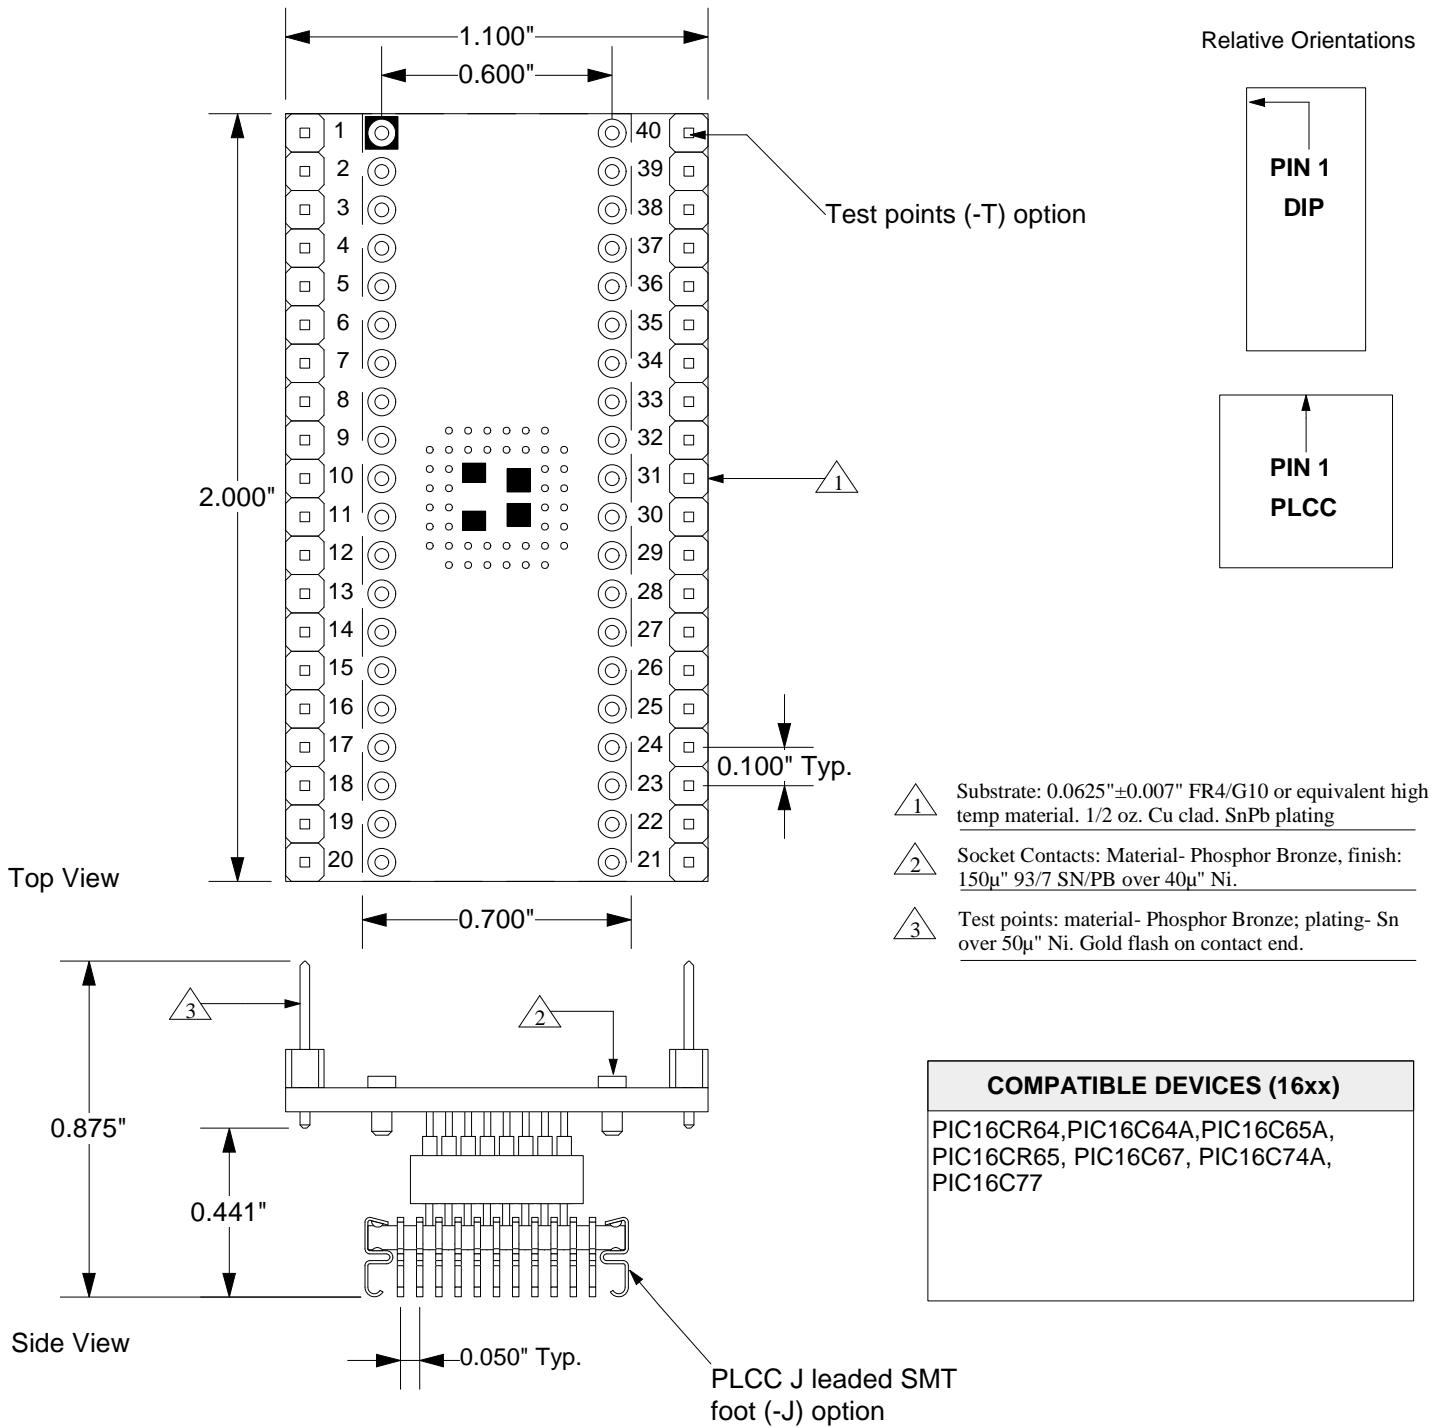 1.100"
0.600"
Relative Orientations
1 40
2 39
3 38
4 37
5 36
6 35
7 34
8 33
9 32
10 31
11 30
12 29
13 28
14 27
15 26
16 25
17 24
18 23
19 22
20 21
Test points (-T) option
PIN 1
DIP
PIN 1
PLCC
1
2.000"
0.100" Typ.
Top View
0.700"
1 Substrate: 0.0625"±0.007" FR4/G10 or equivalent high
temp material. 1/2 oz. Cu clad. SnPb plating
2 Socket Contacts: Material- Phosphor Bronze, finish:
150µ" 93/7 SN/PB over 40µ" Ni.
3 Test points: material- Phosphor Bronze; plating- Sn
over 50µ" Ni. Gold flash on contact end.
3
2
0.875"
0.441"
Side View
0.050" Typ.
PLCC J leaded SMT
foot (-J) option
COMPATIBLE DEVICES (16xx)
PIC16CR64,PIC16C64A,PIC16C65A,
PIC16CR65, PIC16C67, PIC16C74A,
PIC16C77